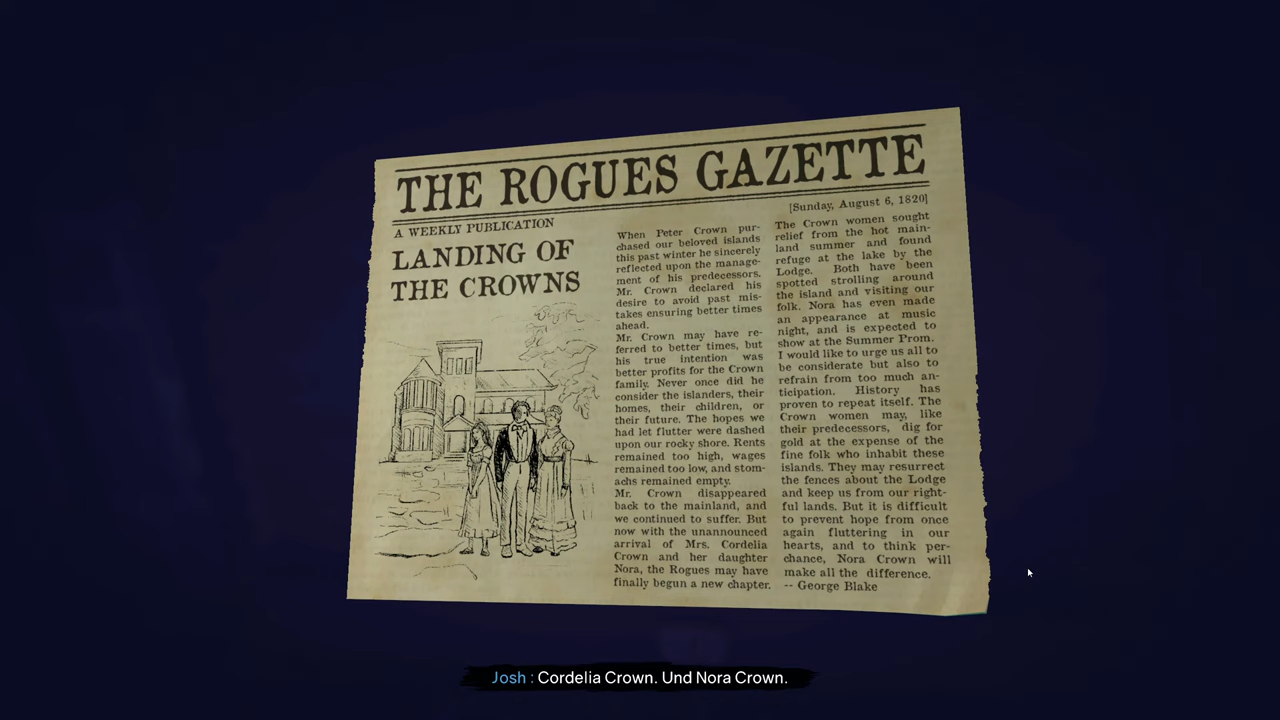 THE ROGUES GAZETTE
A WEEKLY PUBLICATION
[Sunday, August 6, 1820]
LANDING OF
THE CROWNS
When Peter Crown pur-
chased our beloved islands
this past winter he sincerely
reflected upon the manage-
ment of his predecessors.
Mr. Crown declared his
desire to avoid past mis-
takes ensuring better times
ahead.
Mr. Crown may have re-
ferred to better times, but
his true intention was
better profits for the Crown
family. Never once did he
consider the islanders, their
homes, their children, or
their future. The hopes we
had let flutter were dashed
upon our rocky shore. Rents
remained too high, wages
remained too low, and stom-
achs remained empty.
Mr. Crown disappeared
back to the mainland, and
we continued to suffer. But
now with the unannounced
arrival of Mrs. Cordelia
Crown and her daughter
Nora, the Rogues may have
finally begun a new chapter.
The Crown women sought
relief from the hot main-
land summer and found
refuge at the lake by the
Lodge. Both have been
spotted strolling around
the island and visiting our
folk. Nora has even made
an appearance at music
night, and is expected to
show at the Summer Prom.
I would like to urge us all to
be considerate but also to
refrain from too much an-
ticipation. History has
proven to repeat itself. The
Crown women may, like
their predecessors, dig for
gold at the expense of the
fine folk who inhabit these
islands. They may resurrect
the fences about the Lodge
and keep us from our right-
ful lands. But it is difficult
to prevent hope from once
again fluttering in our
hearts, and to think per-
chance, Nora Crown will
make all the difference.
-- George Blake
Josh : Cordelia Crown. Und Nora Crown.